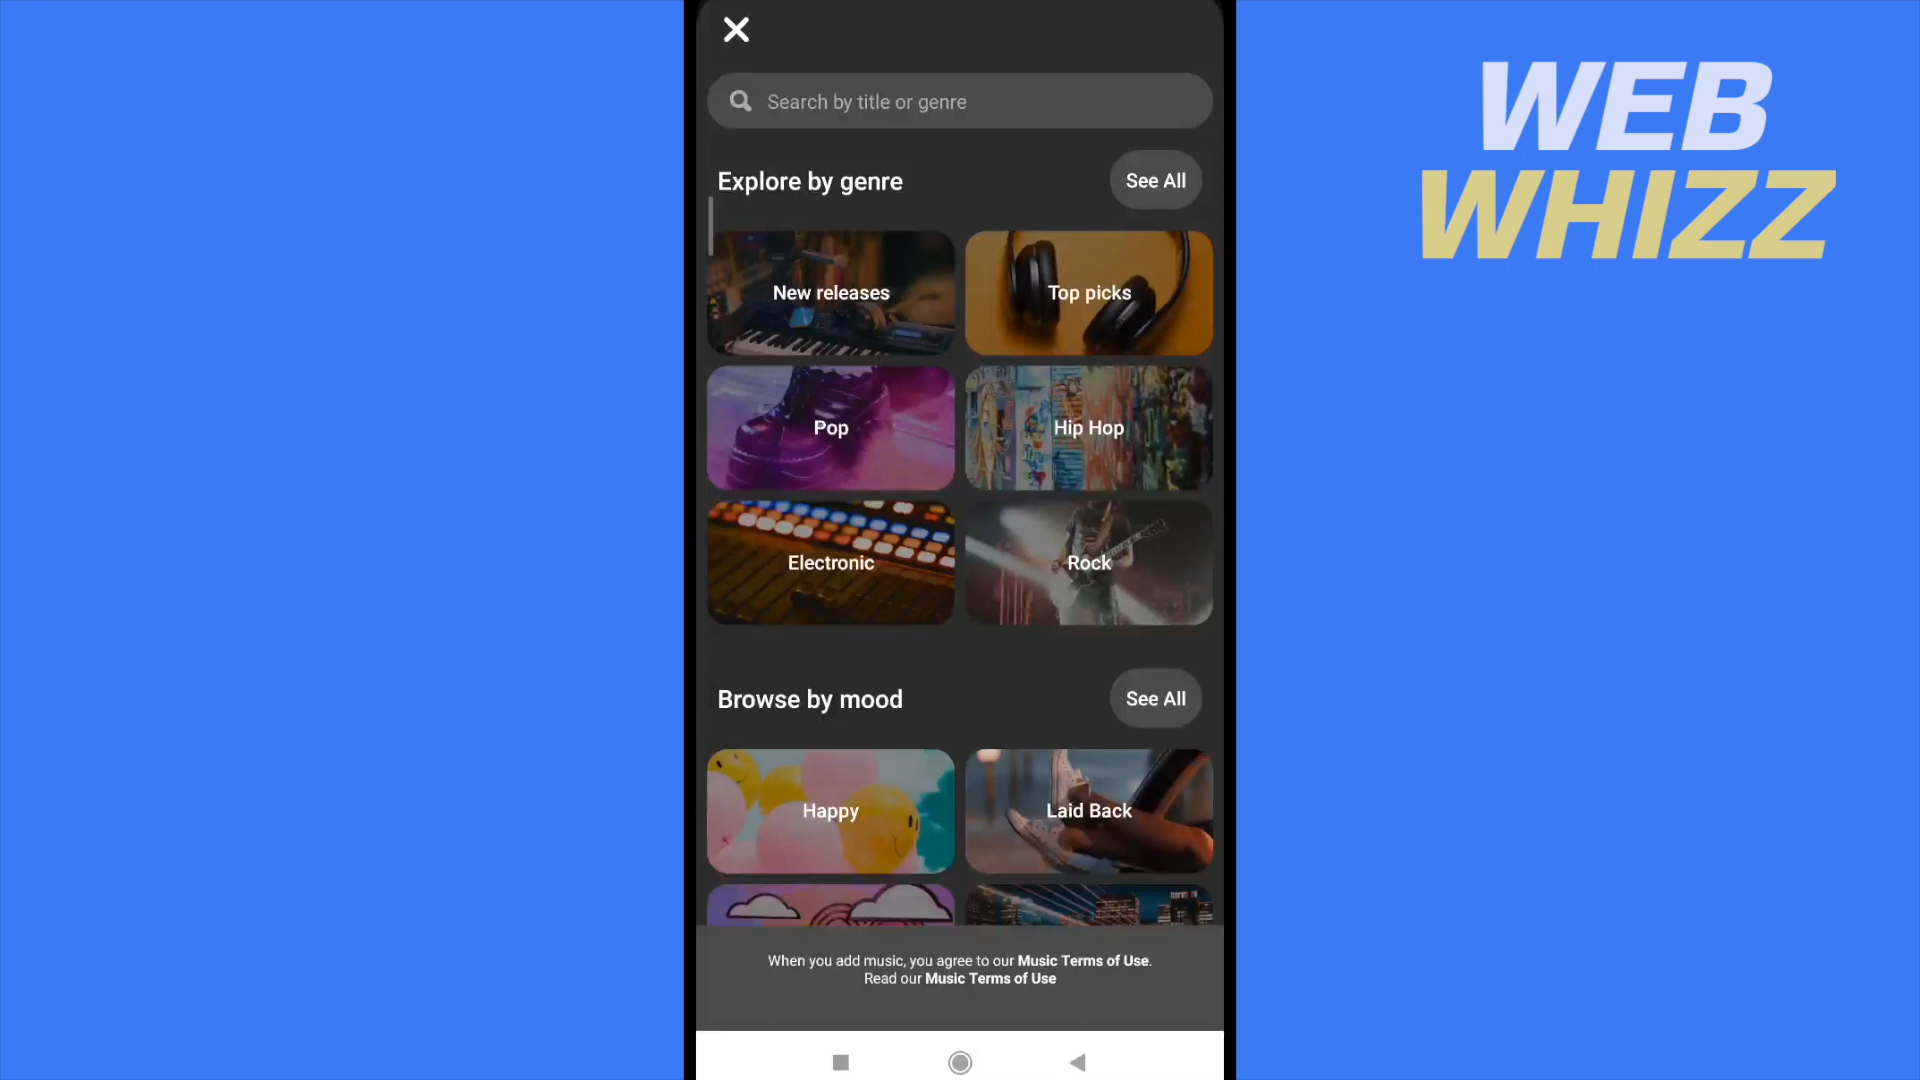 Search by title or genre
Explore by genre
See All
New releases
Top picks
Pop
Hip Hop
Electronic
Rock
Browse by mood
See All
Happy
Laid Back
When you add music, you agree to our Music Terms of Use.
Read our Music Terms of Use
WEB
WHIZZ